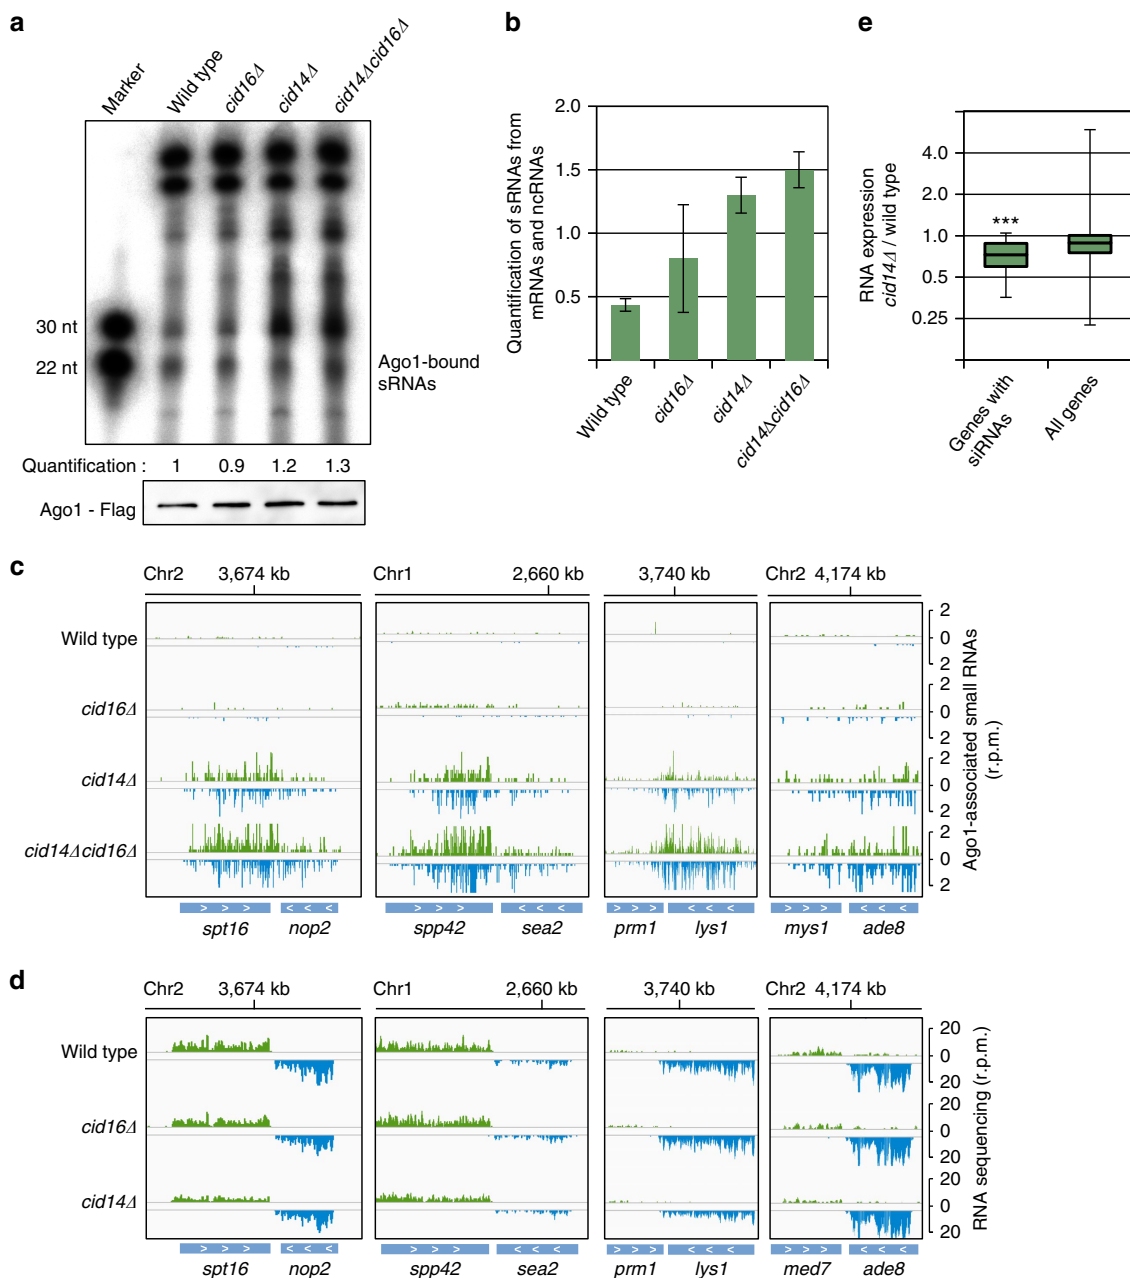 a
Marker
Wild type
cid16Δ
cid14Δ
cid14Δcid16Δ
30 nt
22 nt
Ago1-bound
sRNAs
Quantification : 1 0.9 1.2 1.3
Ago1 - Flag
b
Quantification of sRNAs from
mRNAs and ncRNAs
2.0
1.5
1.0
0.5
Wild type
cid16Δ
cid14Δ
cid14Δcid16Δ
e
RNA expression
cid14Δ / wild type
4.0
2.0
1.0
0.5
0.25
***
Genes with
siRNAs
All genes
c
Chr2 3,674 kb
Chr1 2,660 kb
3,740 kb
Chr2 4,174 kb
Wild type
cid16Δ
cid14Δ
cid14Δcid16Δ
2
0
2
2
0
2
2
0
2
2
0
2
Ago1-associated small RNAs
(r.p.m.)
> > > < < <
> > > < < <
> > > < < <
> > > < < <
spt16 nop2
spp42 sea2
prm1 lys1
mys1 ade8
d
Chr2 3,674 kb
Chr1 2,660 kb
3,740 kb
Chr2 4,174 kb
Wild type
cid16Δ
cid14Δ
20
0
20
20
0
20
20
0
20
RNA sequencing (r.p.m.)
> > > < < <
> > > < < <
> > > < < <
> > > < < <
spt16 nop2
spp42 sea2
prm1 lys1
med7 ade8